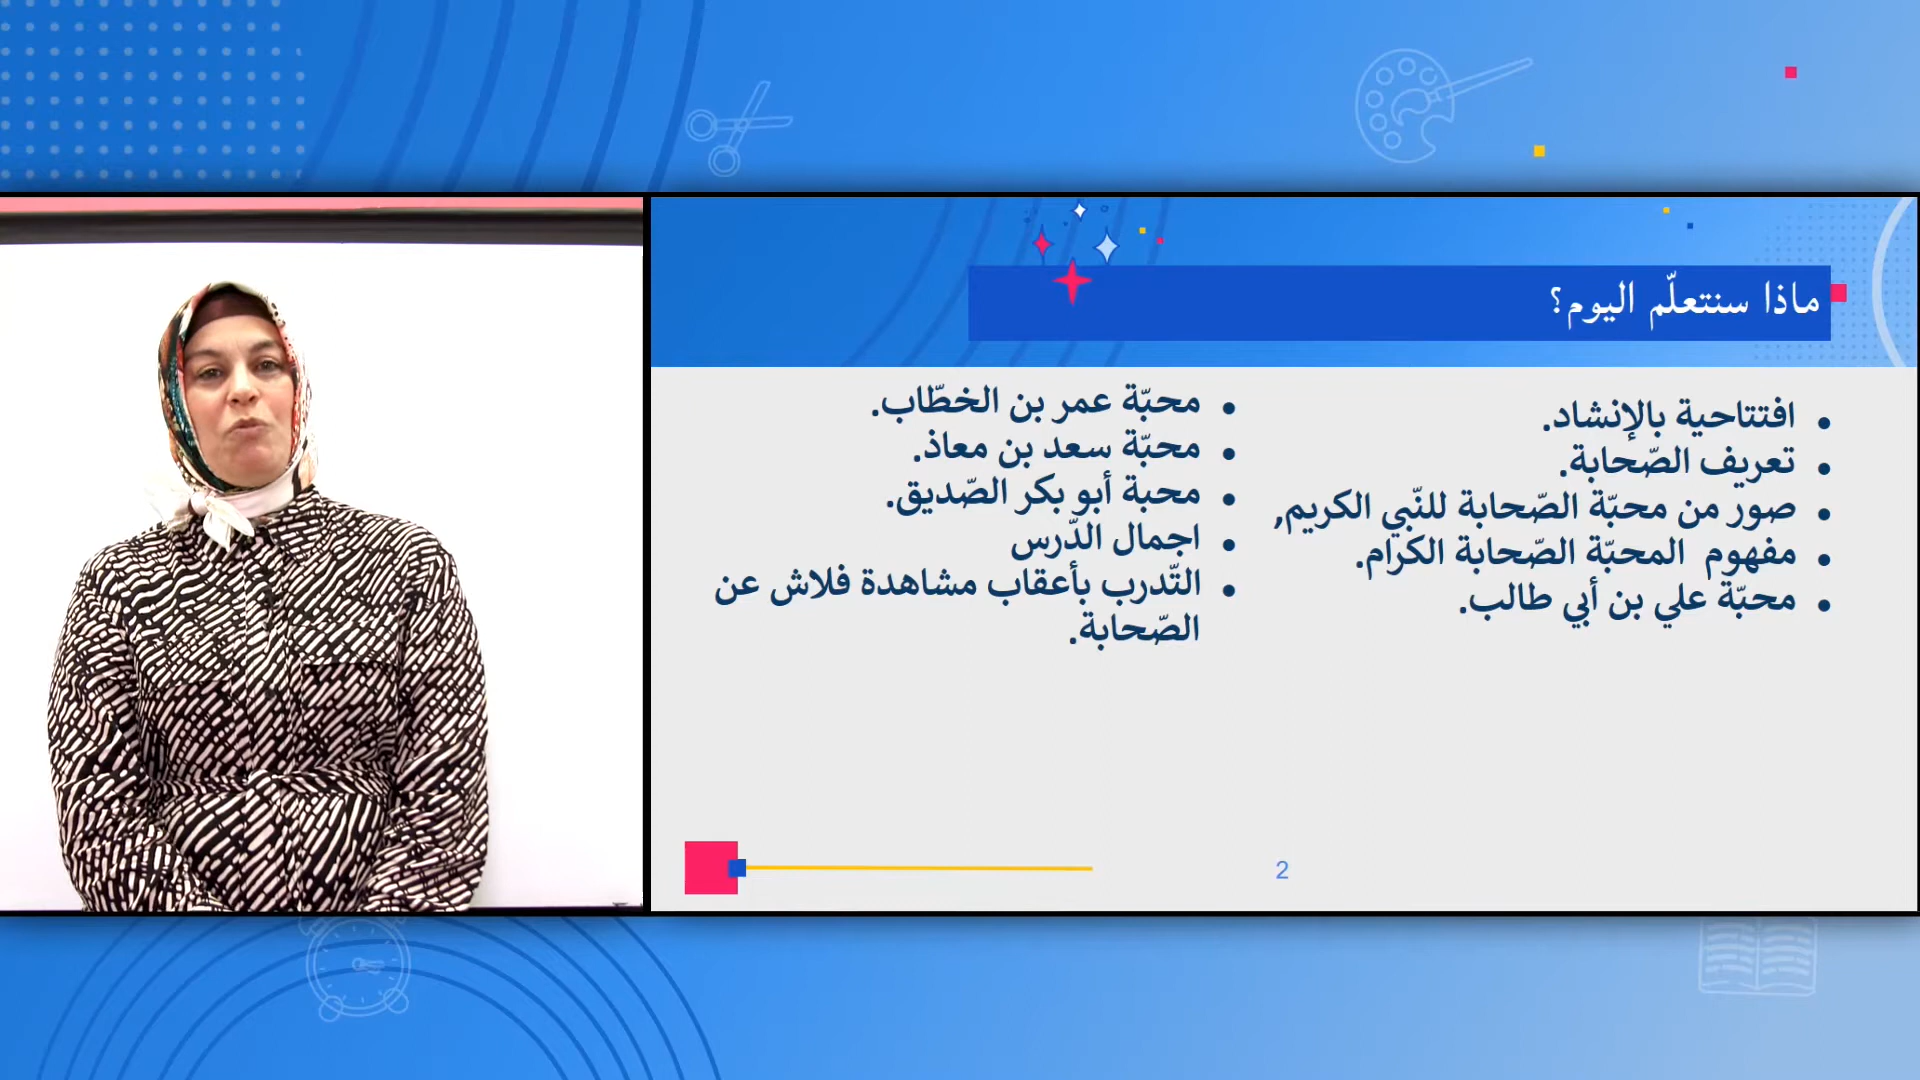 ماذا سنتعلّم اليوم؟
افتتاحية بالإنشاد.
تعريف الصّحابة.
صور من محبّة الصّحابة للنّبي الكريم,
مفهوم المحبّة الصّحابة الكرام.
محبّة علي بن أبي طالب.
محبّة عمر بن الخطّاب.
محبّة سعد بن معاذ.
محبة أبو بكر الصّديق.
اجمال الدّرس
التّدرب بأعقاب مشاهدة فلاش عن
الصّحابة.
2